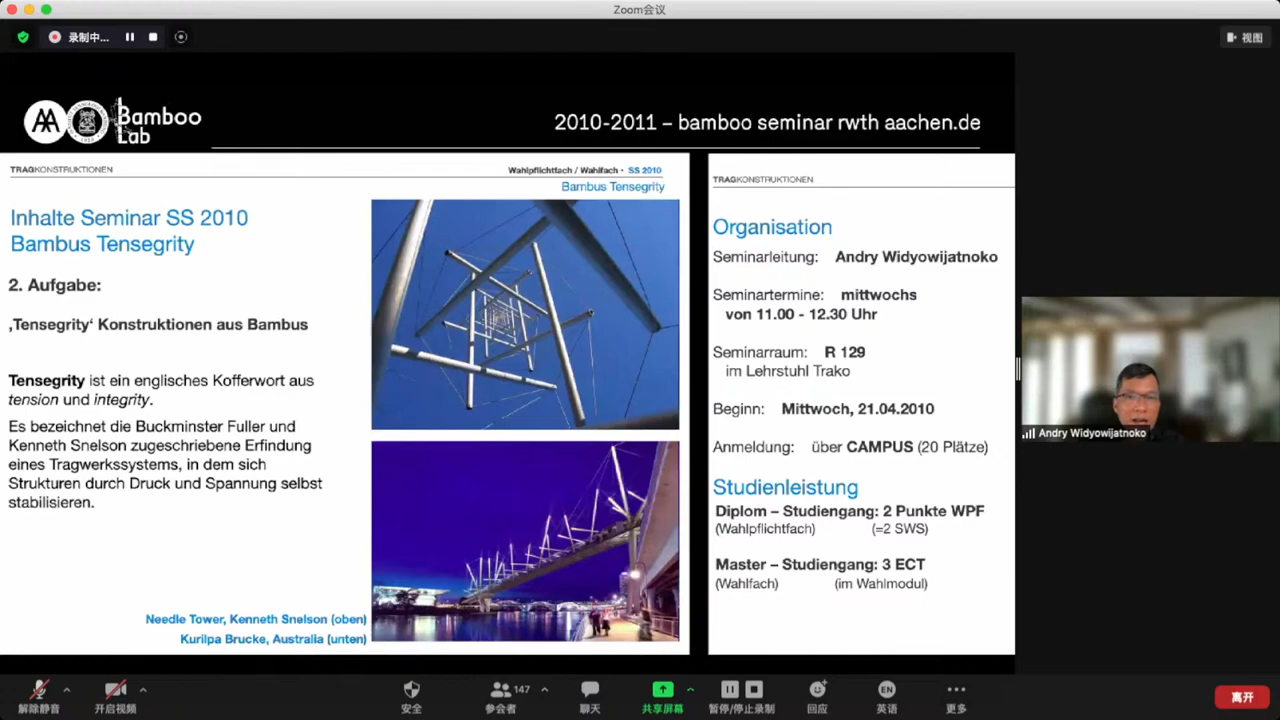 Zoom会议
录制中...
视图
Bamboo
Lab
2010-2011 – bamboo seminar rwth aachen.de
TRAGKONSTRUKTIONEN
Wahlpflichtfach / Wahlfach - SS 2010
Bambus Tensegrity
Inhalte Seminar SS 2010
Bambus Tensegrity
2. Aufgabe:
‚Tensegrity‘ Konstruktionen aus Bambus
Tensegrity ist ein englisches Kofferwort aus
tension und integrity.
Es bezeichnet die Buckminster Fuller und
Kenneth Snelson zugeschriebene Erfindung
eines Tragwerkssystems, in dem sich
Strukturen durch Druck und Spannung selbst
stabilisieren.
Needle Tower, Kenneth Snelson (oben)
Kurilpa Brucke, Australia (unten)
TRAGKONSTRUKTIONEN
Organisation
Seminarleitung: Andry Widyowijatnoko
Seminartermine: mittwochs
von 11.00 - 12.30 Uhr
Seminarraum: R 129
im Lehrstuhl Trako
Beginn: Mittwoch, 21.04.2010
Anmeldung: über CAMPUS (20 Plätze)
Studienleistung
Diplom – Studiengang: 2 Punkte WPF
(Wahlpflichtfach) (=2 SWS)
Master – Studiengang: 3 ECT
(Wahlfach) (im Wahlmodul)
Andry Widyowijatnoko
147
EN
解除静音
开启视频
安全
参会者
聊天
共享屏幕
暂停/停止录制
回应
英语
更多
离开